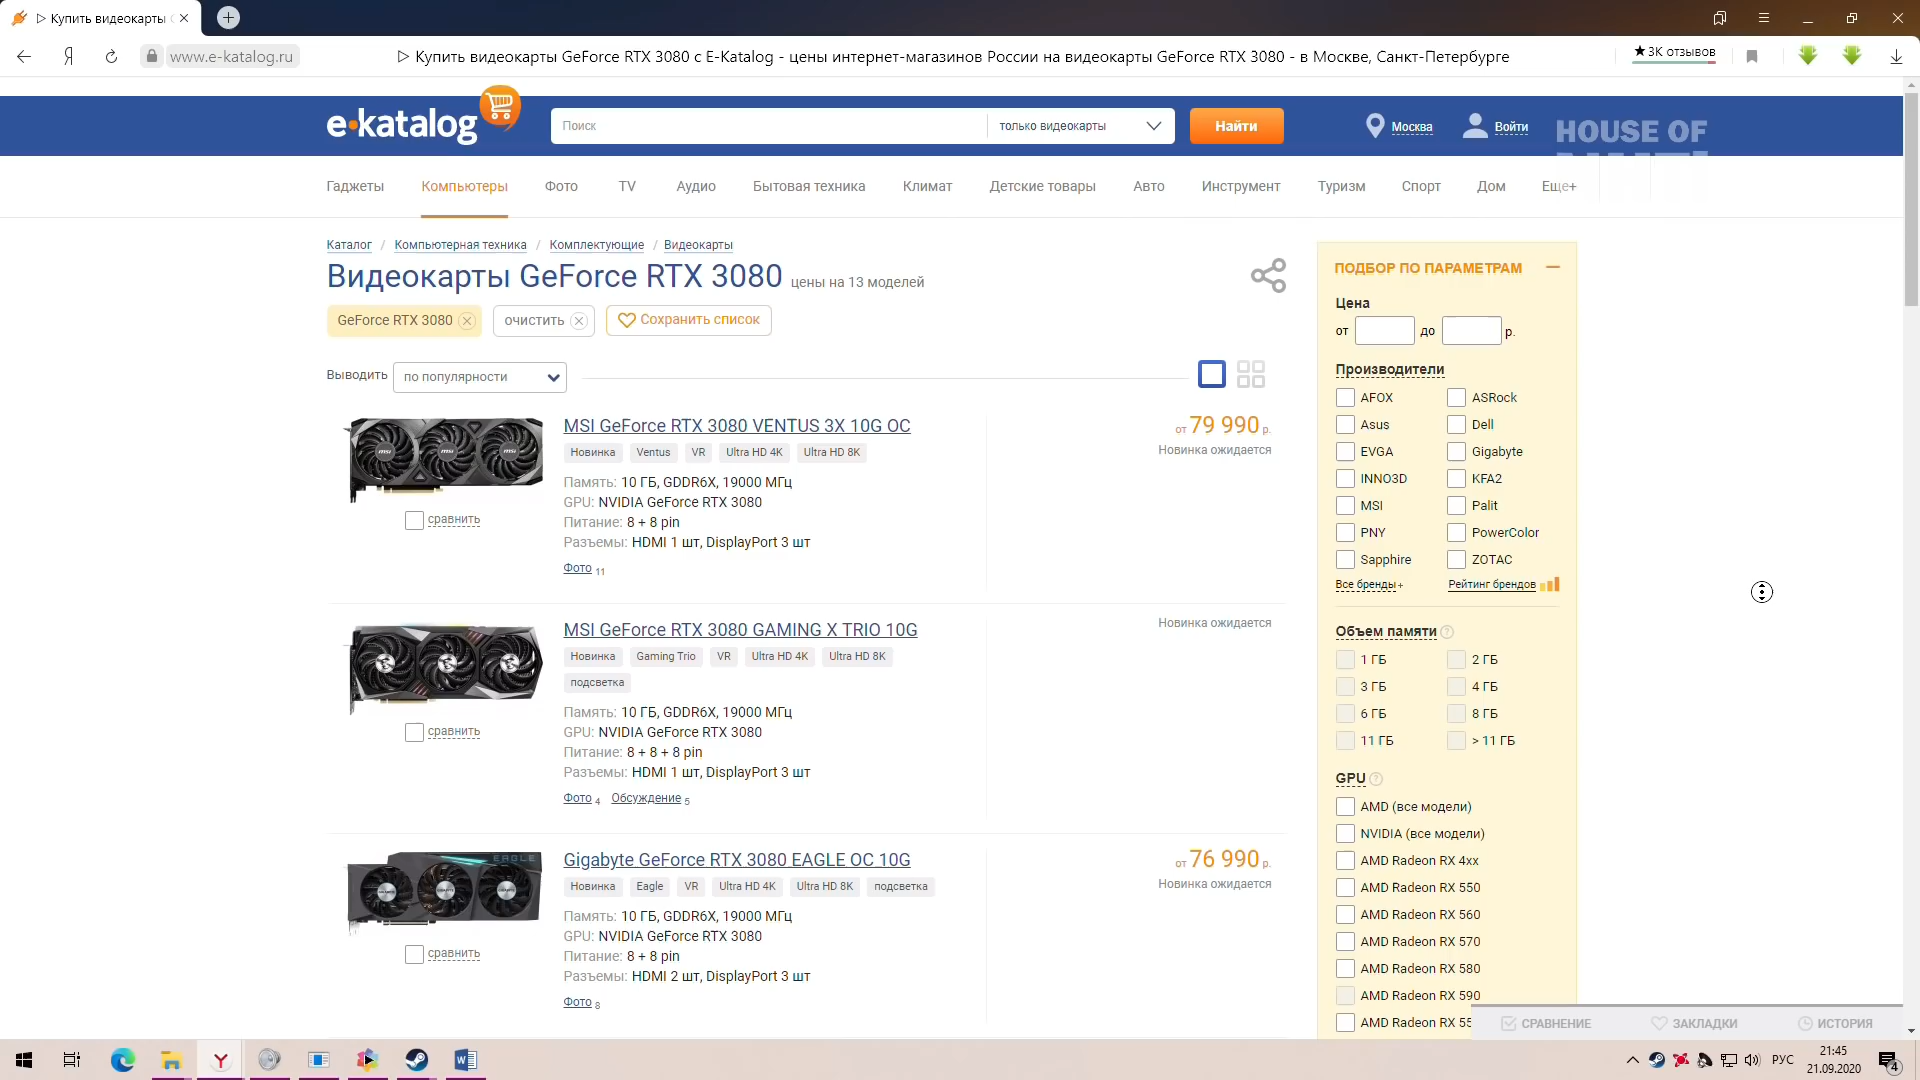 ▷ Купить видеокарты
www.e-katalog.ru
▷ Купить видеокарты GeForce RTX 3080 с E-Katalog - цены интернет-магазинов России на видеокарты GeForce RTX 3080 - в Москве, Санкт-Петербурге
★3К отзывов
e·katalog
Поиск
только видеокарты
Найти
Москва
Войти
HOUSE OF
Гаджеты
Компьютеры
Фото
TV
Аудио
Бытовая техника
Климат
Детские товары
Авто
Инструмент
Туризм
Спорт
Дом
Еще+
Каталог / Компьютерная техника / Комплектующие / Видеокарты
Видеокарты GeForce RTX 3080 цены на 13 моделей
GeForce RTX 3080
очистить
Сохранить список
Выводить по популярности
MSI GeForce RTX 3080 VENTUS 3X 10G OC
Новинка Ventus VR Ultra HD 4K Ultra HD 8K
Память: 10 ГБ, GDDR6X, 19000 МГц
GPU: NVIDIA GeForce RTX 3080
Питание: 8 + 8 pin
Разъемы: HDMI 1 шт, DisplayPort 3 шт
Фото 11
сравнить
от 79 990 р.
Новинка ожидается
MSI GeForce RTX 3080 GAMING X TRIO 10G
Новинка Gaming Trio VR Ultra HD 4K Ultra HD 8K
подсветка
Память: 10 ГБ, GDDR6X, 19000 МГц
GPU: NVIDIA GeForce RTX 3080
Питание: 8 + 8 + 8 pin
Разъемы: HDMI 1 шт, DisplayPort 3 шт
Фото 4 Обсуждение 5
сравнить
Новинка ожидается
EAGLE
Gigabyte GeForce RTX 3080 EAGLE OC 10G
Новинка Eagle VR Ultra HD 4K Ultra HD 8K подсветка
Память: 10 ГБ, GDDR6X, 19000 МГц
GPU: NVIDIA GeForce RTX 3080
Питание: 8 + 8 pin
Разъемы: HDMI 2 шт, DisplayPort 3 шт
Фото 8
сравнить
от 76 990 р.
Новинка ожидается
ПОДБОР ПО ПАРАМЕТРАМ
Цена
от до р.
Производители
AFOX ASRock
Asus Dell
EVGA Gigabyte
INNO3D KFA2
MSI Palit
PNY PowerColor
Sapphire ZOTAC
Все бренды+ Рейтинг брендов
Объем памяти ?
1 ГБ 2 ГБ
3 ГБ 4 ГБ
6 ГБ 8 ГБ
11 ГБ > 11 ГБ
GPU ?
AMD (все модели)
NVIDIA (все модели)
AMD Radeon RX 4xx
AMD Radeon RX 550
AMD Radeon RX 560
AMD Radeon RX 570
AMD Radeon RX 580
AMD Radeon RX 590
AMD Radeon RX 55
СРАВНЕНИЕ
ЗАКЛАДКИ
ИСТОРИЯ
РУС
21:45
21.09.2020
4